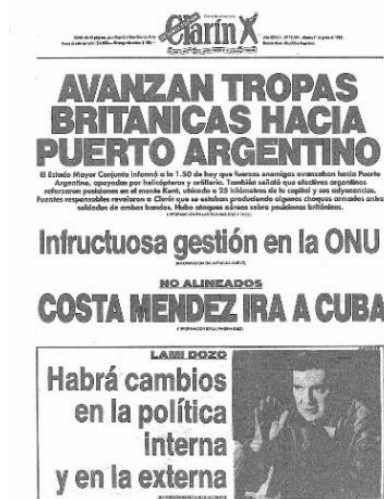 Clarín X
AVANZAN TROPAS
BRITANICAS HACIA
PUERTO ARGENTINO
El Estado Mayor Conjunto informó a la 1.50 de hoy que fuerzas enemigas avanzaban hacia Puerto
Argentino, apoyadas por helicópteros y artillería. También señaló que efectivos argentinos
reforzaron posiciones en el monte Kent, ubicado a 25 kilómetros de la capital y sus adyacencias.
Fuentes responsables revelaron a Clarín que se estaban produciendo algunos choques armados entre
soldados de ambos bandos. Hubo ataques aéreos sobre posiciones británicas.
Infructuosa gestión en la ONU
NO ALINEADOS
COSTA MENDEZ IRA A CUBA
LAMI DOZO
Habrá cambios
en la política
interna
y en la externa